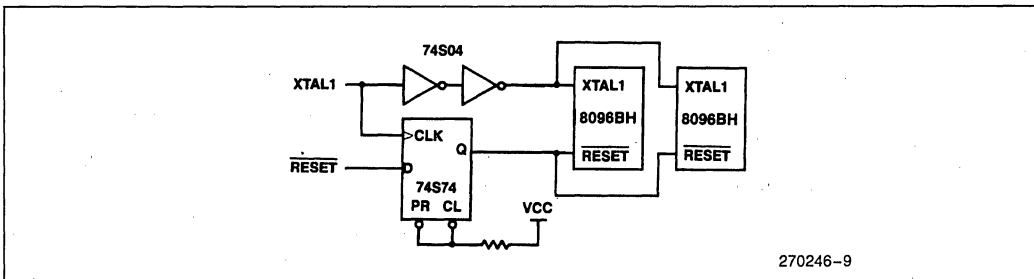 74S04
XTAL1
XTAL1
8096BH
RESET
XTAL1
8096BH
RESET
CLK
Q
RESET
D
74S74
PR CL
VCC
270246-9